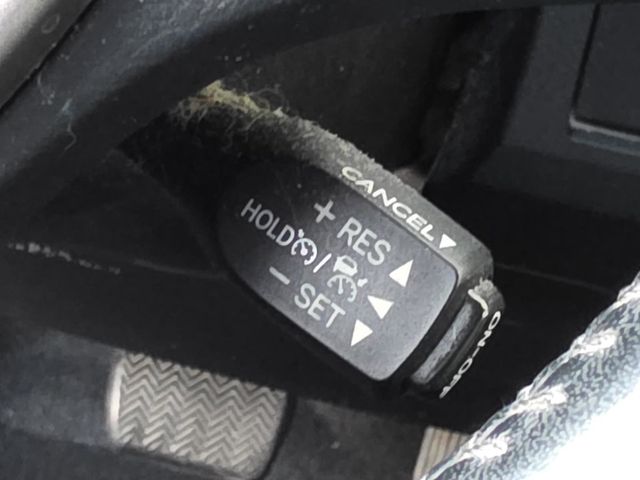 CANCEL
+ RES
HOLD /
- SET
ON-OFF